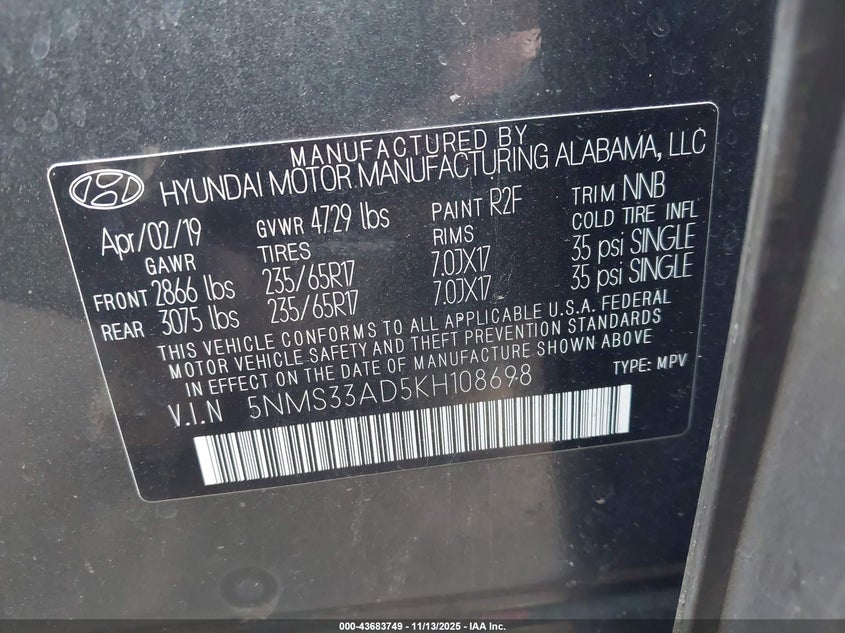 MANUFACTURED BY
HYUNDAI MOTOR MANUFACTURING ALABAMA, LLC
Apr/02/19 GVWR 4729 lbs PAINT R2F TRIM NNB
GAWR TIRES RIMS COLD TIRE INFL
FRONT 2866 lbs 235/65R17 7.0JX17 35 psi SINGLE
REAR 3075 lbs 235/65R17 7.0JX17 35 psi SINGLE
THIS VEHICLE CONFORMS TO ALL APPLICABLE U.S.A. FEDERAL
MOTOR VEHICLE SAFETY AND THEFT PREVENTION STANDARDS
IN EFFECT ON THE DATE OF MANUFACTURE SHOWN ABOVE
V.I.N 5NMS33AD5KH108698 TYPE: MPV
000-43683749 - 11/13/2025 - IAA Inc.